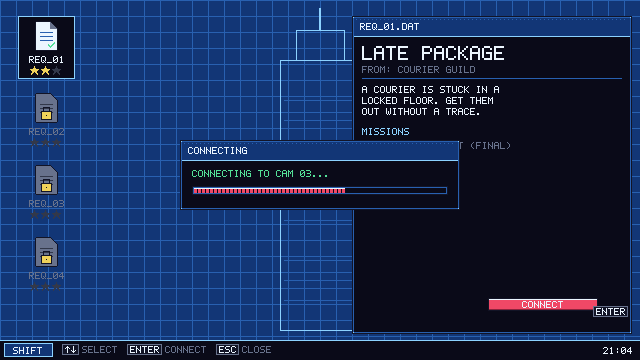 REQ_01
REQ_02
REQ_03
REQ_04
REQ_01.DAT
LATE PACKAGE
FROM: COURIER GUILD
A COURIER IS STUCK IN A
LOCKED FLOOR. GET THEM
OUT WITHOUT A TRACE.
MISSIONS
(FINAL)
CONNECTING
CONNECTING TO CAM 03...
CONNECT
ENTER
SHIFT
↑↓ SELECT
ENTER CONNECT
ESC CLOSE
21:04